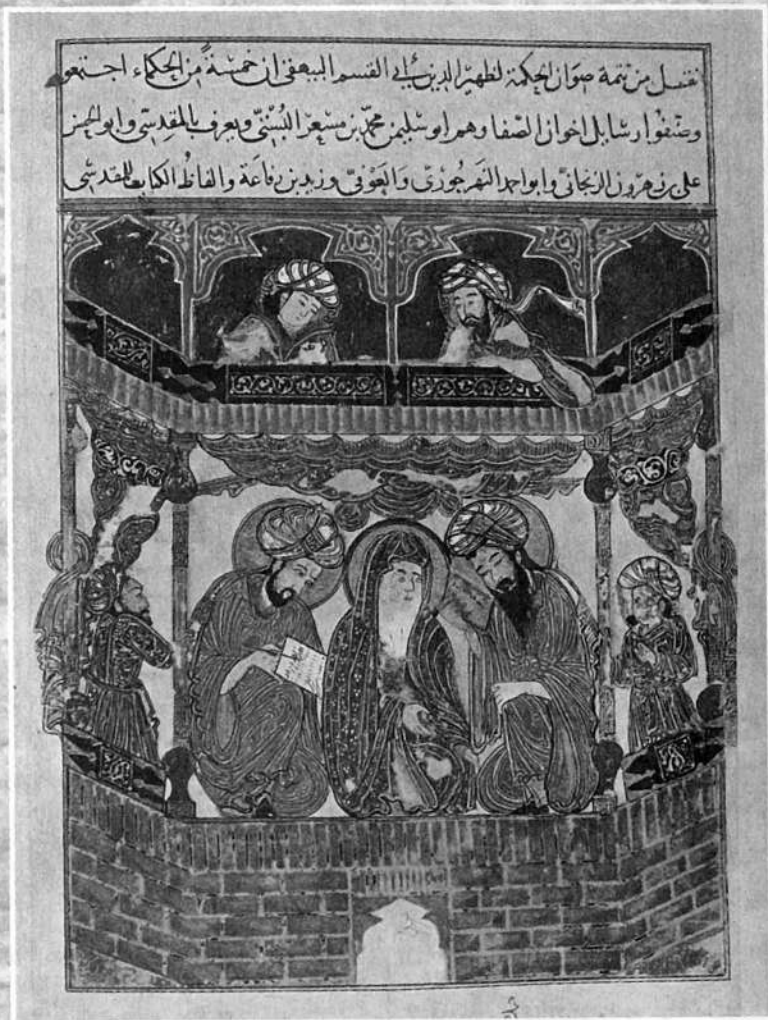 نقل من تتمة صوان الحكمة لظهير الدين أبي القسم البيهقي ان خمسة من الحكماء اجتمعو
وصنفوا رسايل اخوان الصفا وهم ابو سليمن محمد بن مسعر البستي ويعرف بالمقدسي وابو الحسن
علي بن هرون الزنجاني وابو احمد النهرجوري والعوفي وزيد بن رفاعة والفاظ الكتاب للمقدسي